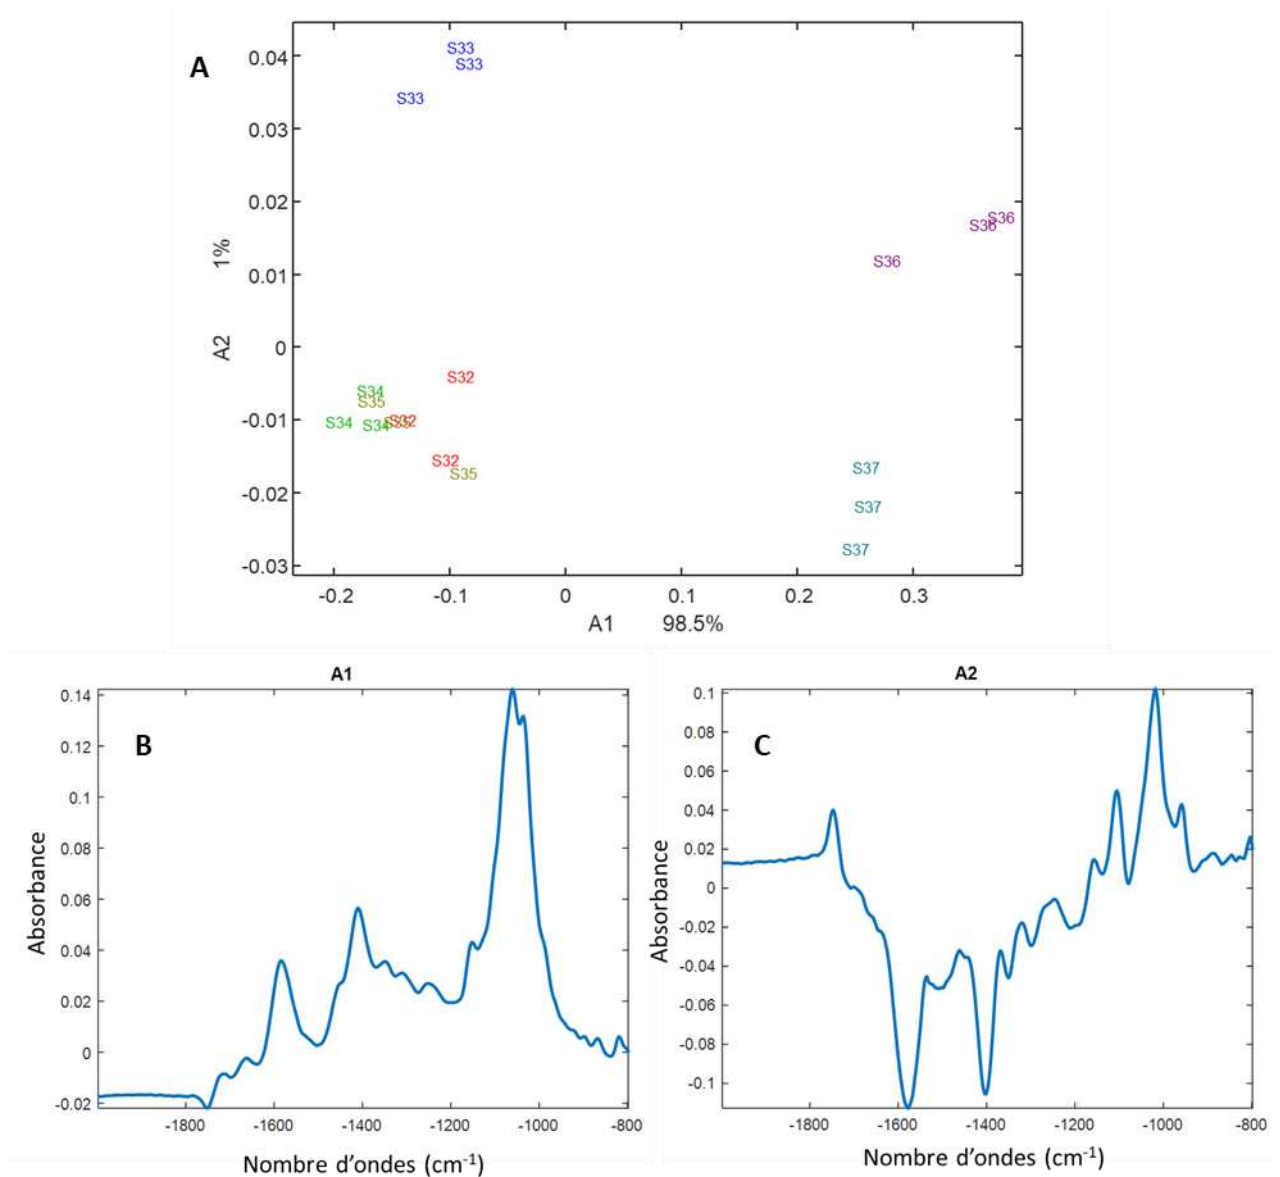 A
S33
S33
S33
S36
S36
S36
S32
S34
S35
S34
S34
S35
S32
S32
S35
S37
S37
S37
0.04
0.03
0.02
0.01
0
-0.01
-0.02
-0.03
A2 1%
-0.2 -0.1 0 0.1 0.2 0.3
A1 98.5%
A1
B
0.14
0.12
0.1
0.08
0.06
0.04
0.02
0
-0.02
Absorbance
-1800 -1600 -1400 -1200 -1000 -800
Nombre d'ondes (cm-1)
A2
C
0.1
0.08
0.06
0.04
0.02
0
-0.02
-0.04
-0.06
-0.08
-0.1
Absorbance
-1800 -1600 -1400 -1200 -1000 -800
Nombre d'ondes (cm-1)